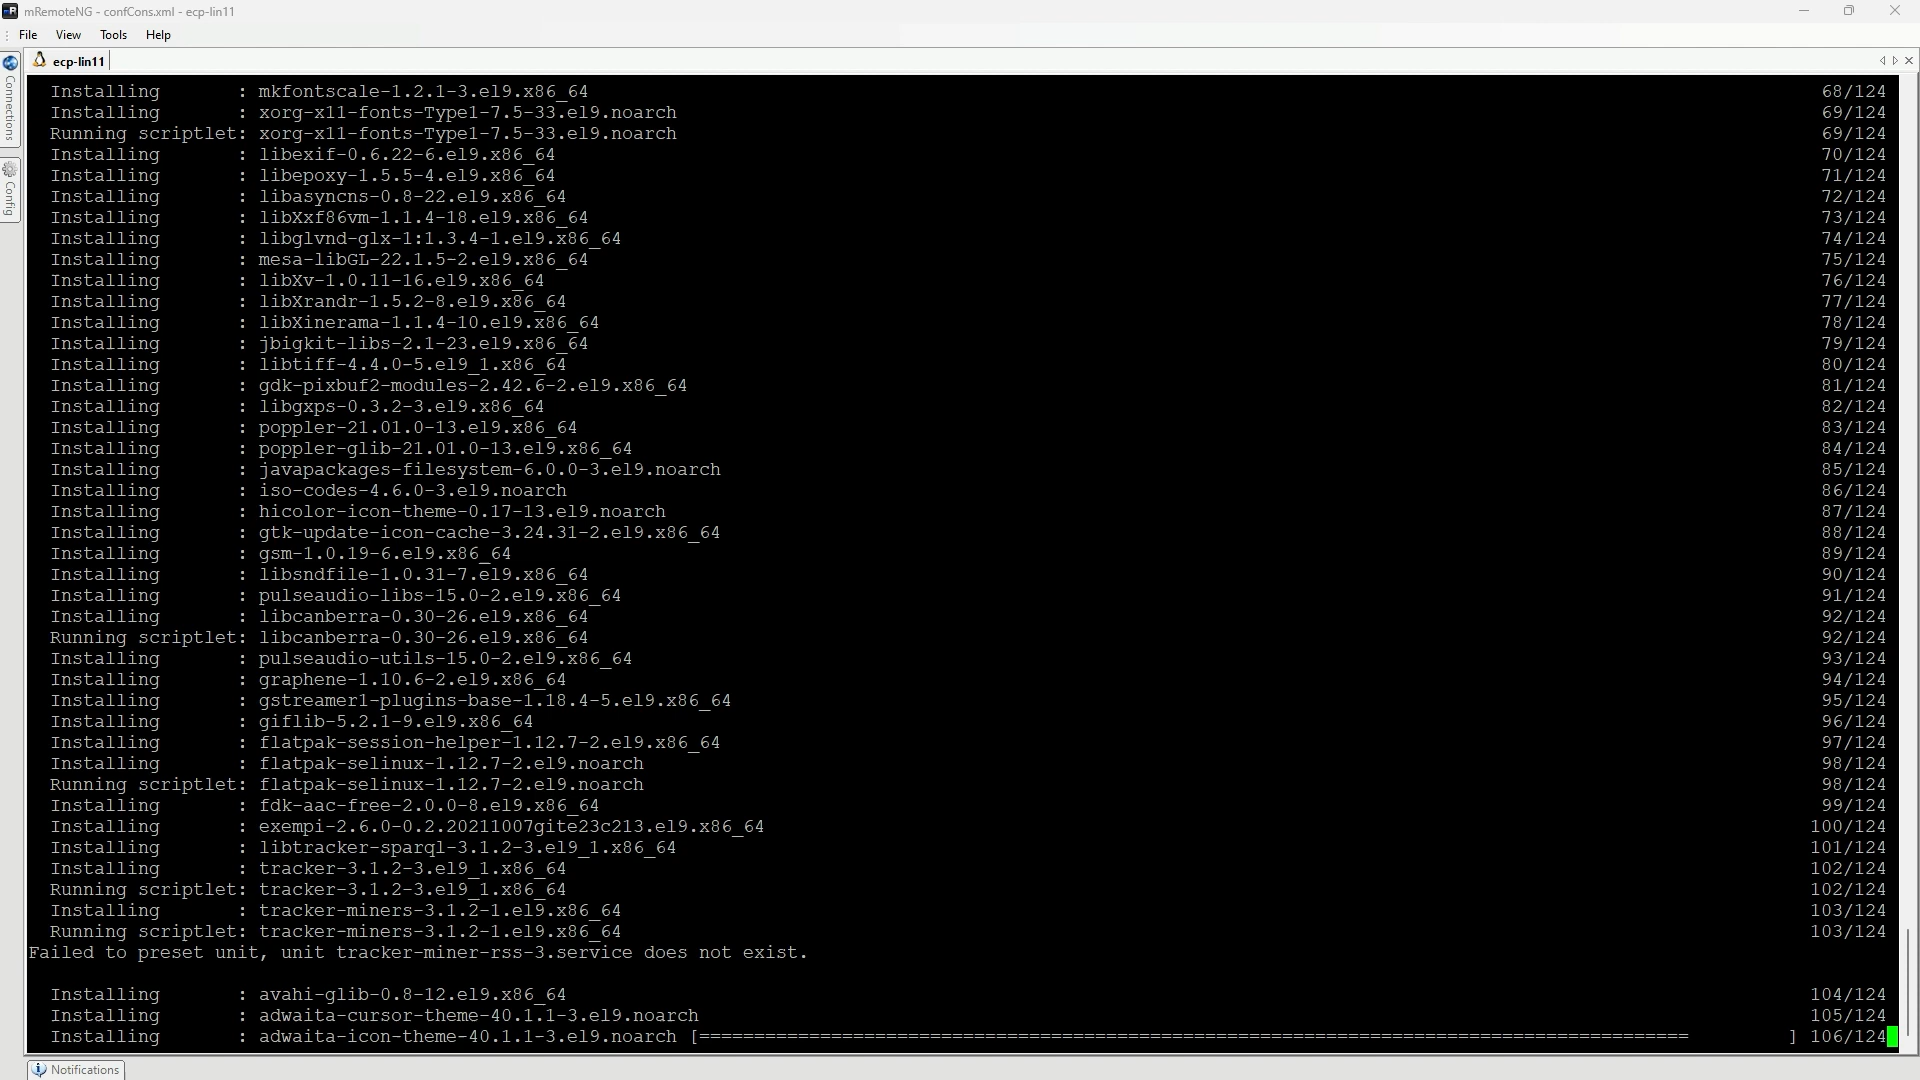 mRemoteNG - confCons.xml - ecp-lin11
File View Tools Help
ecp-lin11
Connections
Config
Installing : mkfontscale-1.2.1-3.el9.x86_64 68/124
Installing : xorg-x11-fonts-Type1-7.5-33.el9.noarch 69/124
Running scriptlet: xorg-x11-fonts-Type1-7.5-33.el9.noarch 69/124
Installing : libexif-0.6.22-6.el9.x86_64 70/124
Installing : libepoxy-1.5.5-4.el9.x86_64 71/124
Installing : libasyncns-0.8-22.el9.x86_64 72/124
Installing : libXxf86vm-1.1.4-18.el9.x86_64 73/124
Installing : libglvnd-glx-1:1.3.4-1.el9.x86_64 74/124
Installing : mesa-libGL-22.1.5-2.el9.x86_64 75/124
Installing : libXv-1.0.11-16.el9.x86_64 76/124
Installing : libXrandr-1.5.2-8.el9.x86_64 77/124
Installing : libXinerama-1.1.4-10.el9.x86_64 78/124
Installing : jbigkit-libs-2.1-23.el9.x86_64 79/124
Installing : libtiff-4.4.0-5.el9_1.x86_64 80/124
Installing : gdk-pixbuf2-modules-2.42.6-2.el9.x86_64 81/124
Installing : libgxps-0.3.2-3.el9.x86_64 82/124
Installing : poppler-21.01.0-13.el9.x86_64 83/124
Installing : poppler-glib-21.01.0-13.el9.x86_64 84/124
Installing : javapackages-filesystem-6.0.0-3.el9.noarch 85/124
Installing : iso-codes-4.6.0-3.el9.noarch 86/124
Installing : hicolor-icon-theme-0.17-13.el9.noarch 87/124
Installing : gtk-update-icon-cache-3.24.31-2.el9.x86_64 88/124
Installing : gsm-1.0.19-6.el9.x86_64 89/124
Installing : libsndfile-1.0.31-7.el9.x86_64 90/124
Installing : pulseaudio-libs-15.0-2.el9.x86_64 91/124
Installing : libcanberra-0.30-26.el9.x86_64 92/124
Running scriptlet: libcanberra-0.30-26.el9.x86_64 92/124
Installing : pulseaudio-utils-15.0-2.el9.x86_64 93/124
Installing : graphene-1.10.6-2.el9.x86_64 94/124
Installing : gstreamer1-plugins-base-1.18.4-5.el9.x86_64 95/124
Installing : giflib-5.2.1-9.el9.x86_64 96/124
Installing : flatpak-session-helper-1.12.7-2.el9.x86_64 97/124
Installing : flatpak-selinux-1.12.7-2.el9.noarch 98/124
Running scriptlet: flatpak-selinux-1.12.7-2.el9.noarch 98/124
Installing : fdk-aac-free-2.0.0-8.el9.x86_64 99/124
Installing : exempi-2.6.0-0.2.20211007gite23c213.el9.x86_64 100/124
Installing : libtracker-sparql-3.1.2-3.el9_1.x86_64 101/124
Installing : tracker-3.1.2-3.el9_1.x86_64 102/124
Running scriptlet: tracker-3.1.2-3.el9_1.x86_64 102/124
Installing : tracker-miners-3.1.2-1.el9.x86_64 103/124
Running scriptlet: tracker-miners-3.1.2-1.el9.x86_64 103/124
Failed to preset unit, unit tracker-miner-rss-3.service does not exist.
Installing : avahi-glib-0.8-12.el9.x86_64 104/124
Installing : adwaita-cursor-theme-40.1.1-3.el9.noarch 105/124
Installing : adwaita-icon-theme-40.1.1-3.el9.noarch [========================================================================================== ] 106/124
Notifications